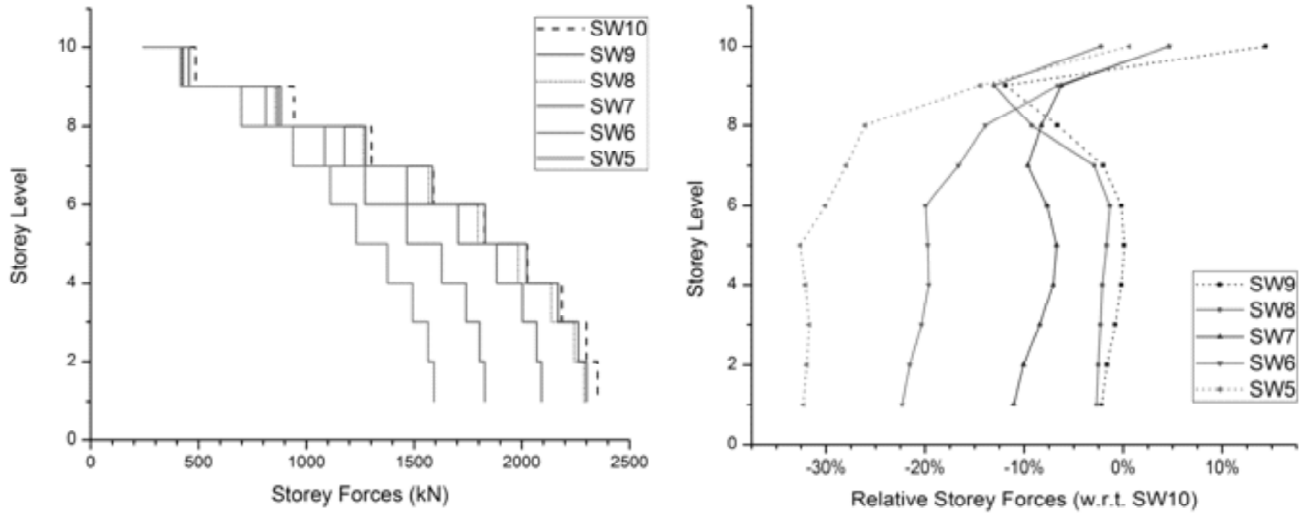 10
8
6
4
2
0
Storey Level
0
500
1000
1500
2000
2500
Storey Forces (kN)
SW10
SW9
SW8
SW7
SW6
SW5
10
8
6
4
2
0
Storey Level
-30%
-20%
-10%
0%
10%
Relative Storey Forces (w.r.t. SW10)
SW9
SW8
SW7
SW6
SW5